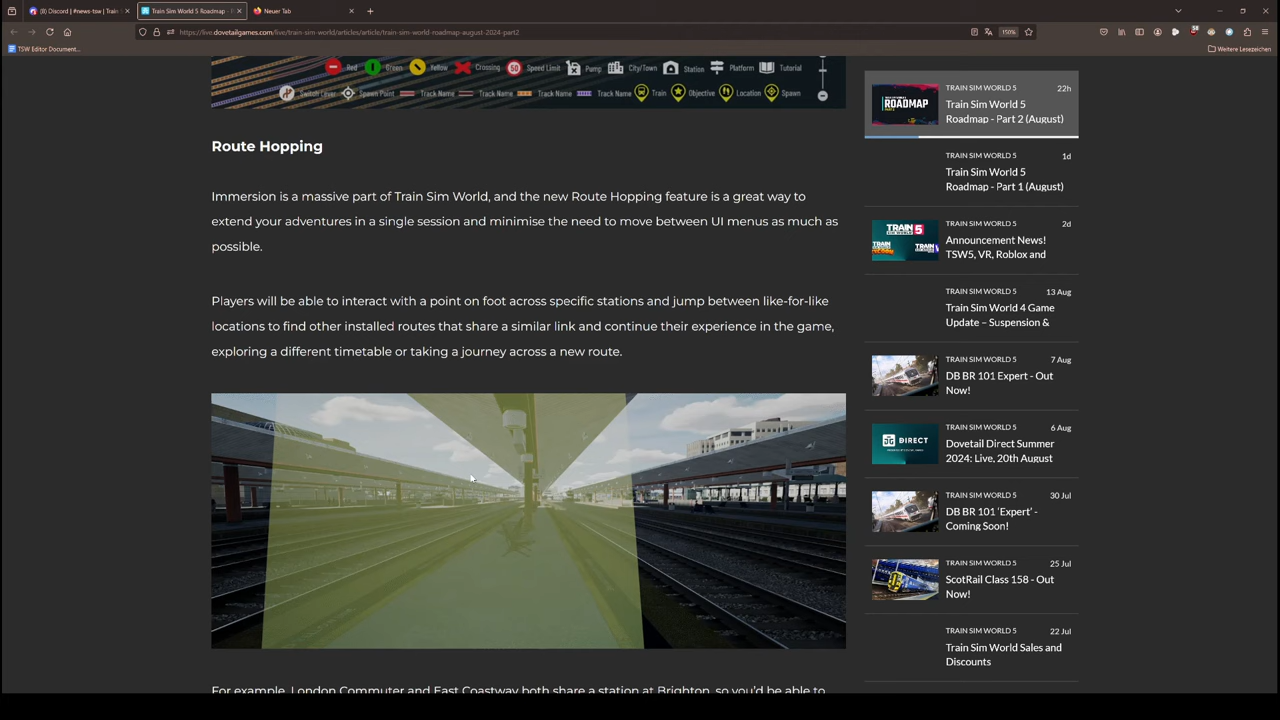 (8) Discord | #news-tsw | Train S
Train Sim World 5 Roadmap - P
Neuer Tab
https://live.dovetailgames.com/live/train-sim-world/articles/article/train-sim-world-roadmap-august-2024-part2
150%
TSW Editor Document...
Weitere Lesezeichen
Red
Green
Yellow
Crossing
50
Speed Limit
Pump
City/Town
Station
Platform
Tutorial
Switch Lever
Spawn Point
Track Name
Track Name
Track Name
Track Name
Train
Objective
Location
Spawn
Route Hopping
Immersion is a massive part of Train Sim World, and the new Route Hopping feature is a great way to
extend your adventures in a single session and minimise the need to move between UI menus as much as
possible.
Players will be able to interact with a point on foot across specific stations and jump between like-for-like
locations to find other installed routes that share a similar link and continue their experience in the game,
exploring a different timetable or taking a journey across a new route.
For example, London Commuter and East Coastway both share a station at Brighton, so you'd be able to
ROADMAP
TRAIN SIM WORLD 5
22h
Train Sim World 5
Roadmap - Part 2 (August)
TRAIN SIM WORLD 5
1d
Train Sim World 5
Roadmap - Part 1 (August)
TRAIN 5
TRAIN SIM WORLD 5
2d
Announcement News!
TSW5, VR, Roblox and
TRAIN SIM WORLD 5
13 Aug
Train Sim World 4 Game
Update – Suspension &
TRAIN SIM WORLD 5
7 Aug
DB BR 101 Expert - Out
Now!
DIRECT
TRAIN SIM WORLD 5
6 Aug
Dovetail Direct Summer
2024: Live, 20th August
TRAIN SIM WORLD 5
30 Jul
DB BR 101 'Expert' -
Coming Soon!
TRAIN SIM WORLD 5
25 Jul
ScotRail Class 158 - Out
Now!
TRAIN SIM WORLD 5
22 Jul
Train Sim World Sales and
Discounts